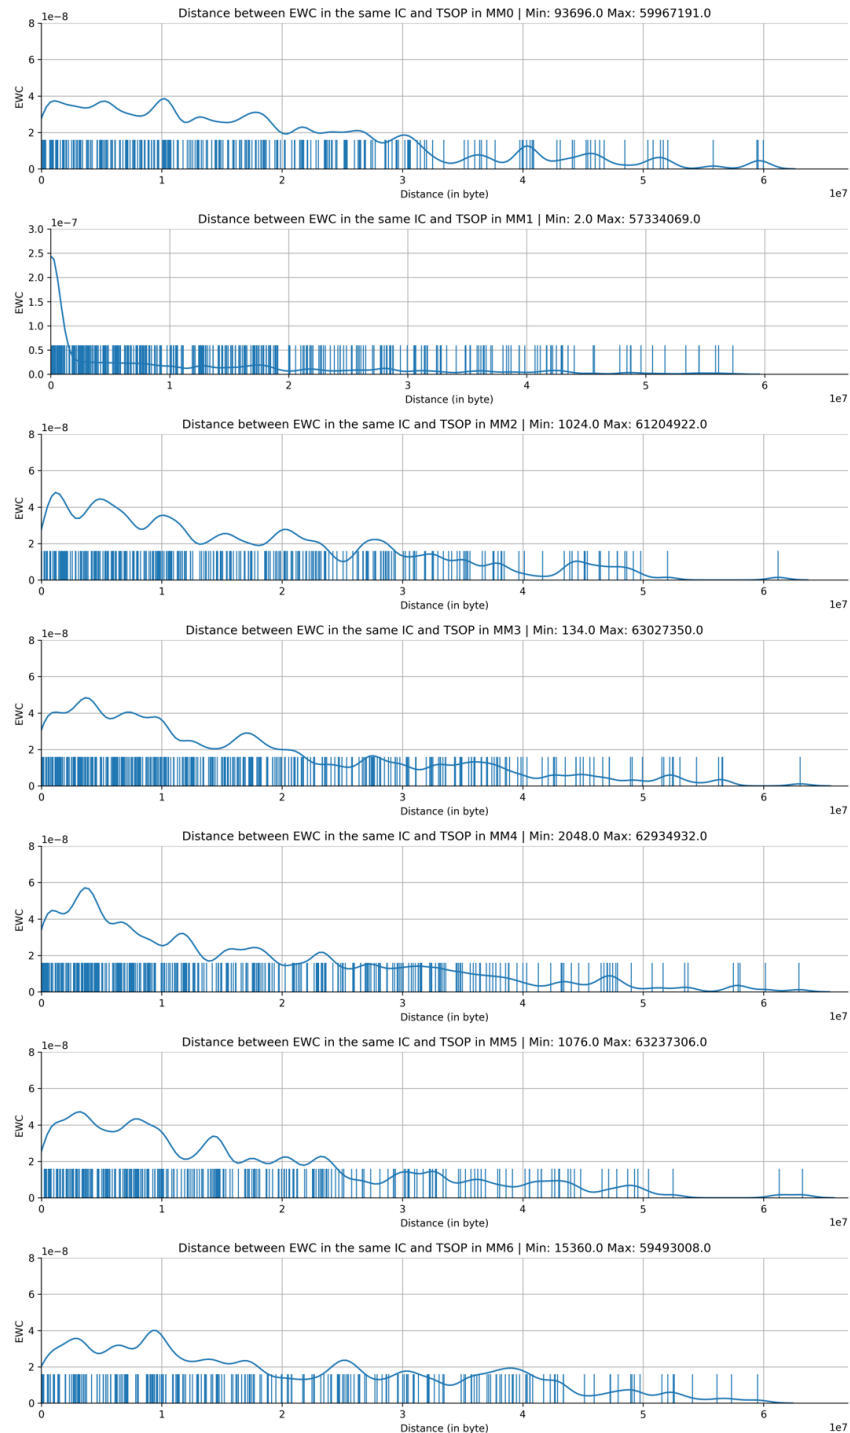 Distance between EWC in the same IC and TSOP in MM0 | Min: 93696.0 Max: 59967191.0
1e−8
8
6
4
2
0
EWC
0 1 2 3 4 5 6
Distance (in byte)
1e7
Distance between EWC in the same IC and TSOP in MM1 | Min: 2.0 Max: 57334069.0
1e−7
3.0
2.5
2.0
1.5
1.0
0.5
0.0
EWC
0 1 2 3 4 5 6
Distance (in byte)
1e7
Distance between EWC in the same IC and TSOP in MM2 | Min: 1024.0 Max: 61204922.0
1e−8
8
6
4
2
0
EWC
0 1 2 3 4 5 6
Distance (in byte)
1e7
Distance between EWC in the same IC and TSOP in MM3 | Min: 134.0 Max: 63027350.0
1e−8
8
6
4
2
0
EWC
0 1 2 3 4 5 6
Distance (in byte)
1e7
Distance between EWC in the same IC and TSOP in MM4 | Min: 2048.0 Max: 62934932.0
1e−8
8
6
4
2
0
EWC
0 1 2 3 4 5 6
Distance (in byte)
1e7
Distance between EWC in the same IC and TSOP in MM5 | Min: 1076.0 Max: 63237306.0
1e−8
8
6
4
2
0
EWC
0 1 2 3 4 5 6
Distance (in byte)
1e7
Distance between EWC in the same IC and TSOP in MM6 | Min: 15360.0 Max: 59493008.0
1e−8
8
6
4
2
0
EWC
0 1 2 3 4 5 6
Distance (in byte)
1e7